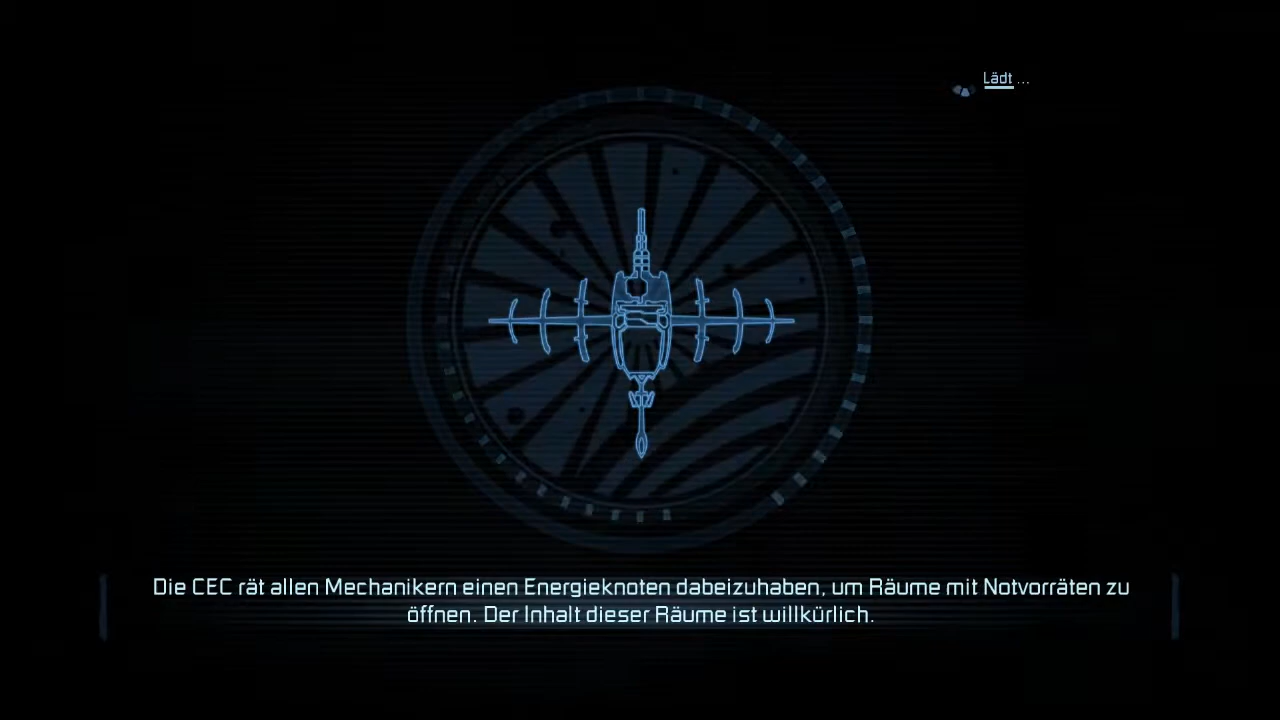 Lädt ...
Die CEC rät allen Mechanikern einen Energieknoten dabeizuhaben, um Räume mit Notvorräten zu
öffnen. Der Inhalt dieser Räume ist willkürlich.